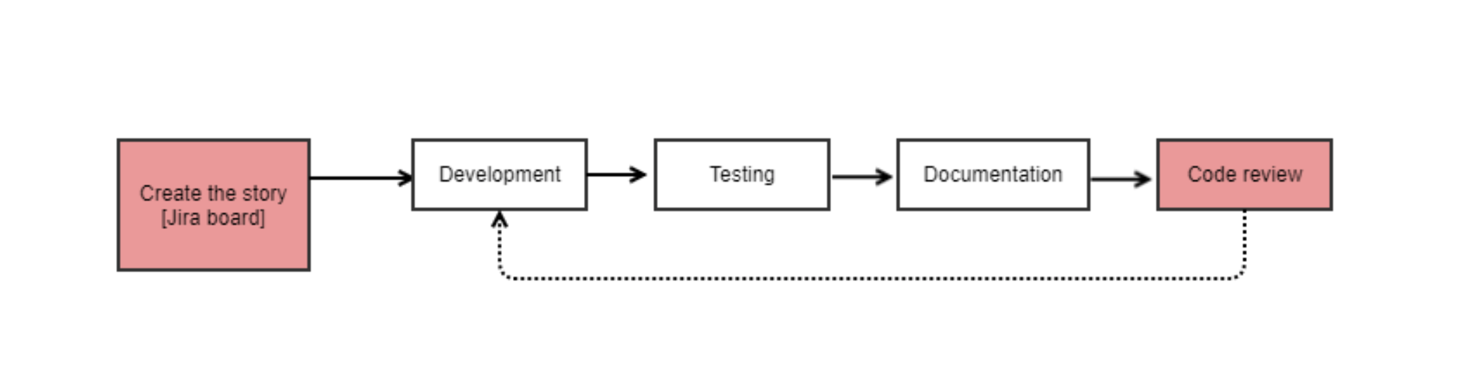 Create the story
[Jira board]
Development
Testing
Documentation
Code review